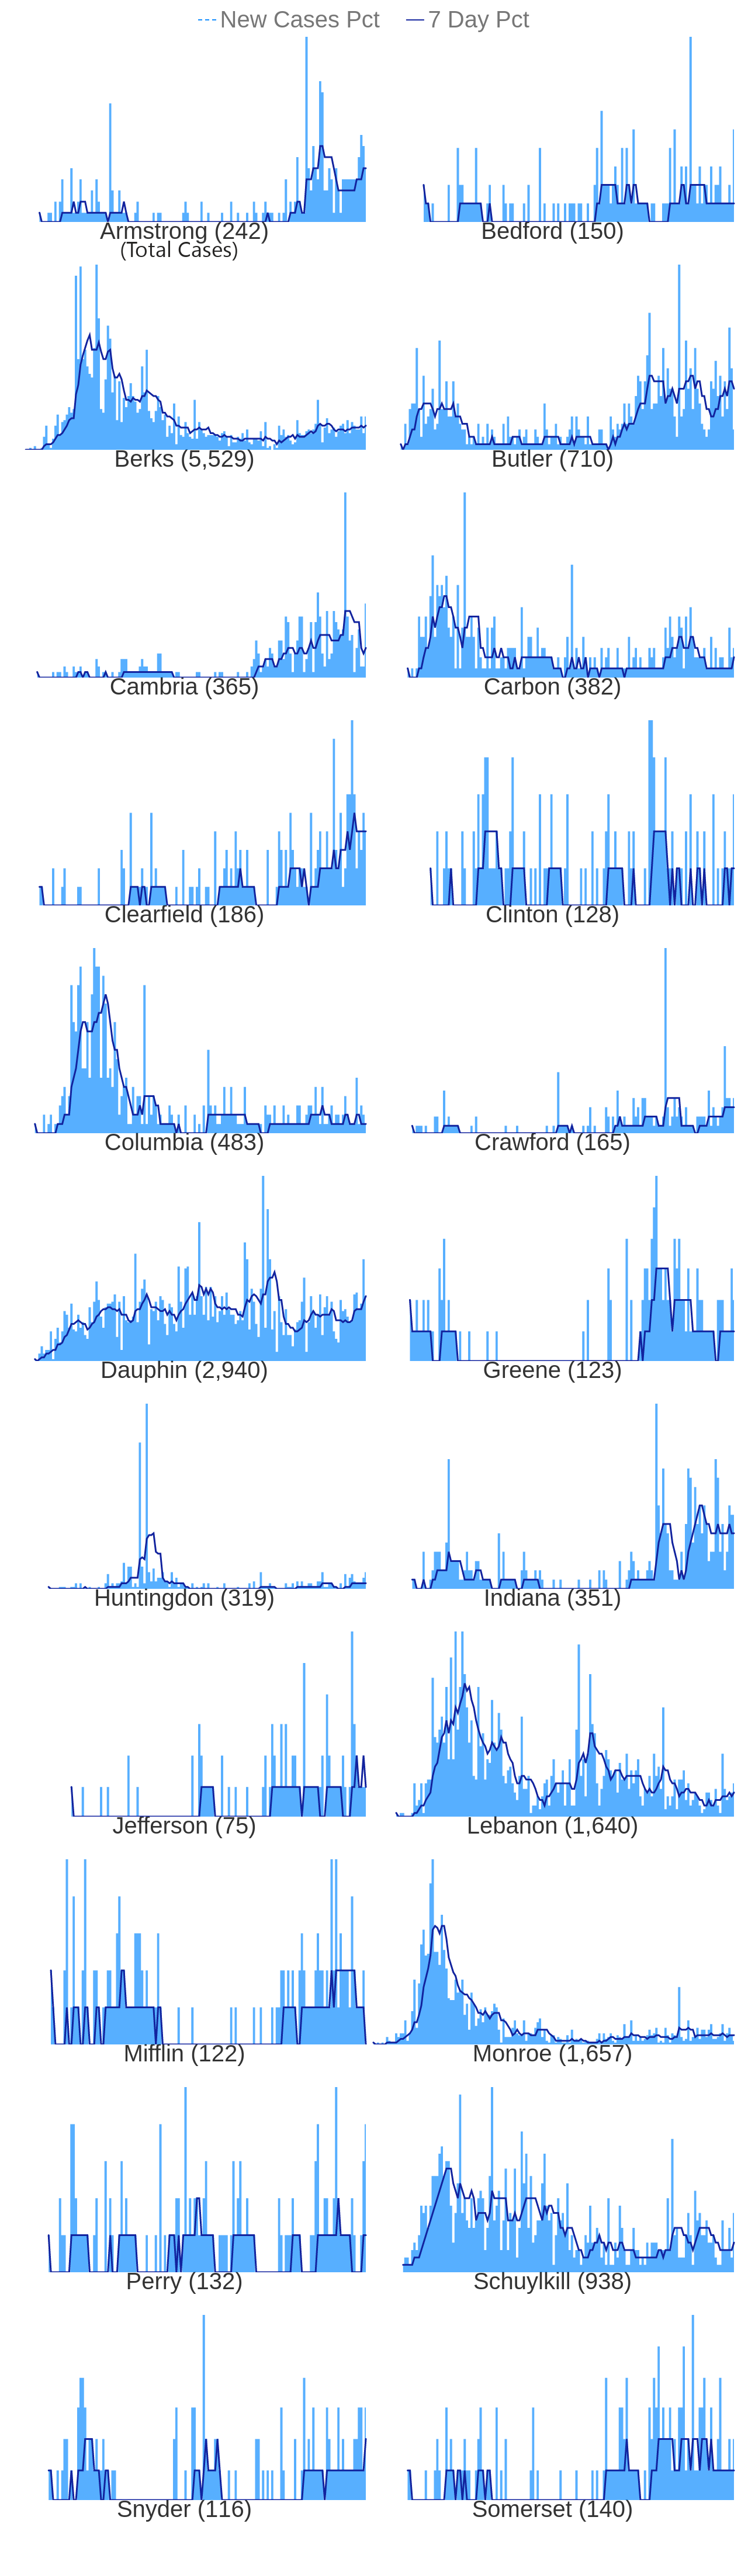 New Cases Pct 7 Day Pct
Armstrong (242) Bedford (150)
(Total Cases)
Berks (5,529) Butler (710)
Cambria (365) Carbon (382)
Clearfield (186) Clinton (128)
Columbia (483) Crawford (165)
Dauphin (2,940) Greene (123)
Huntingdon (319) Indiana (351)
Jefferson (75) Lebanon (1,640)
Mifflin (122) Monroe (1,657)
Perry (132) Schuylkill (938)
Snyder (116) Somerset (140)